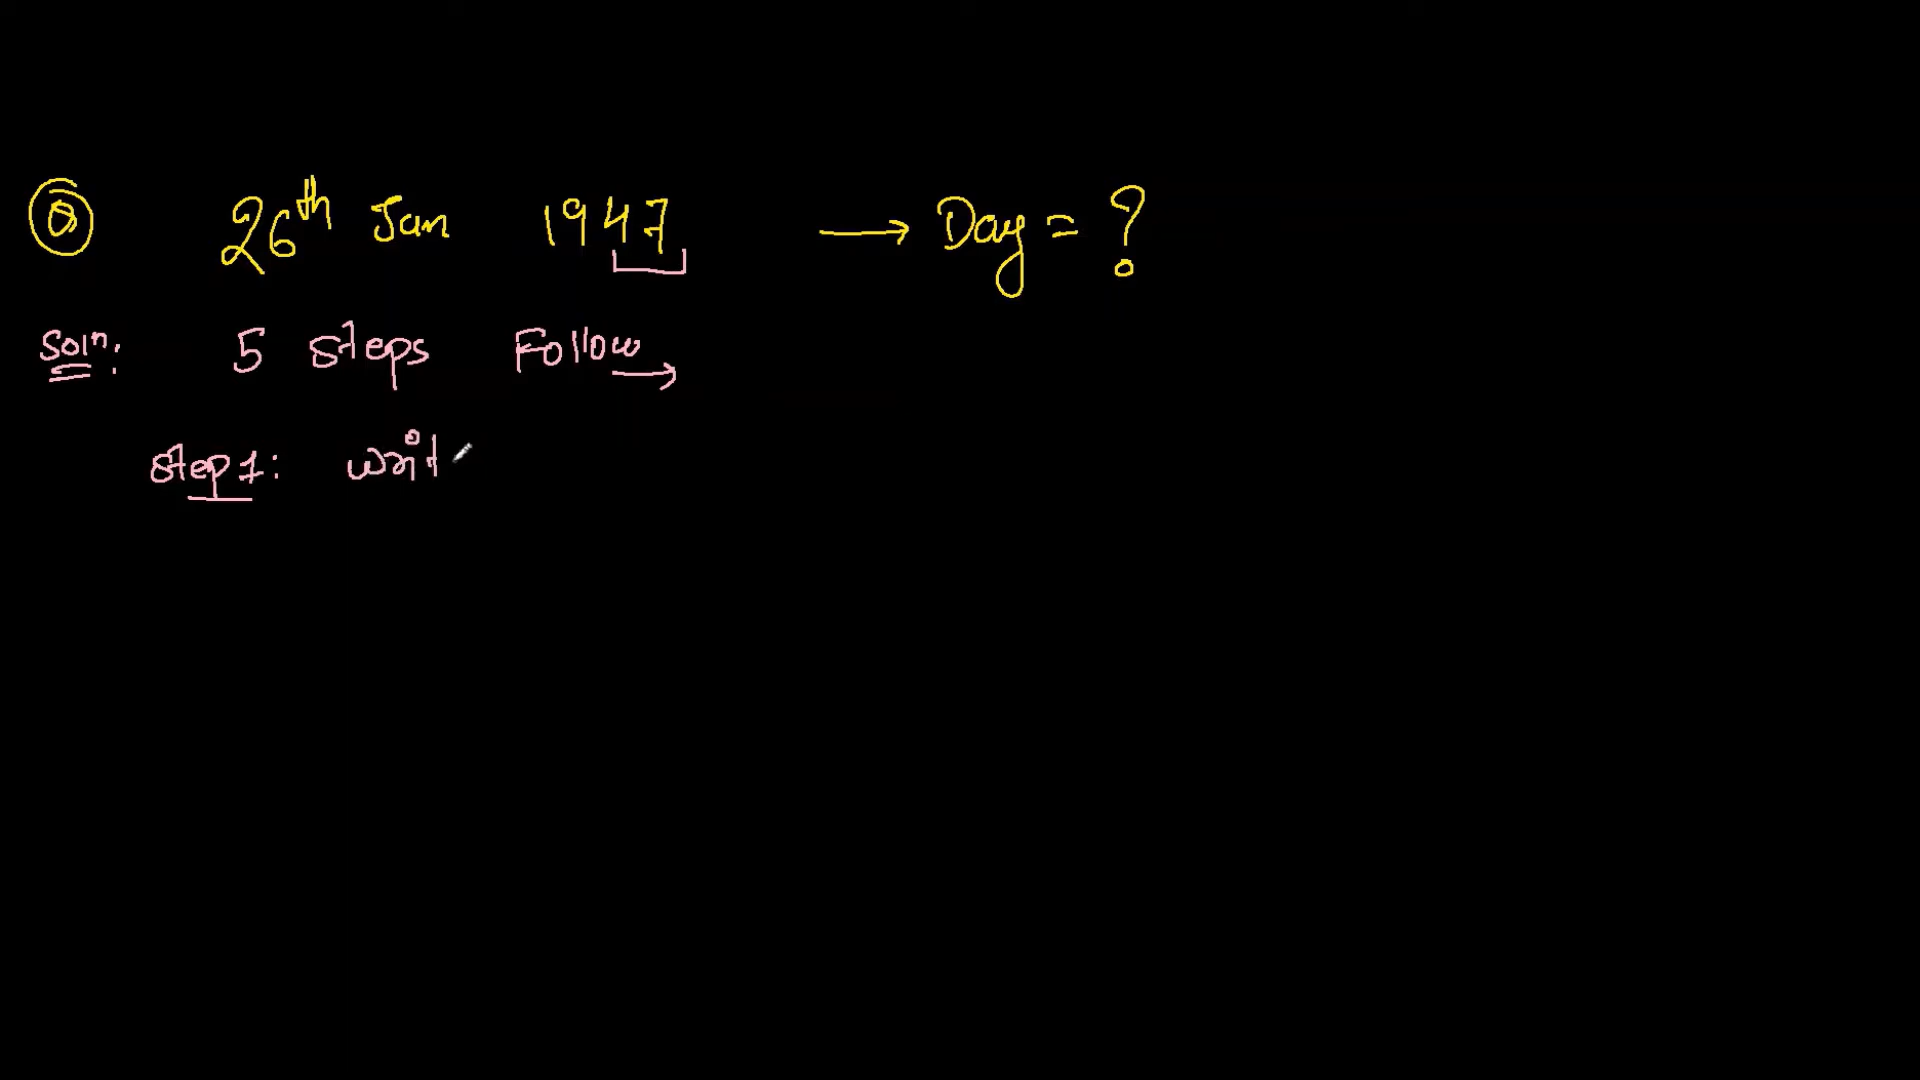 Q 26th Jan 1947 → Day = ?
Soln: 5 steps Follow →
Step 1: writ